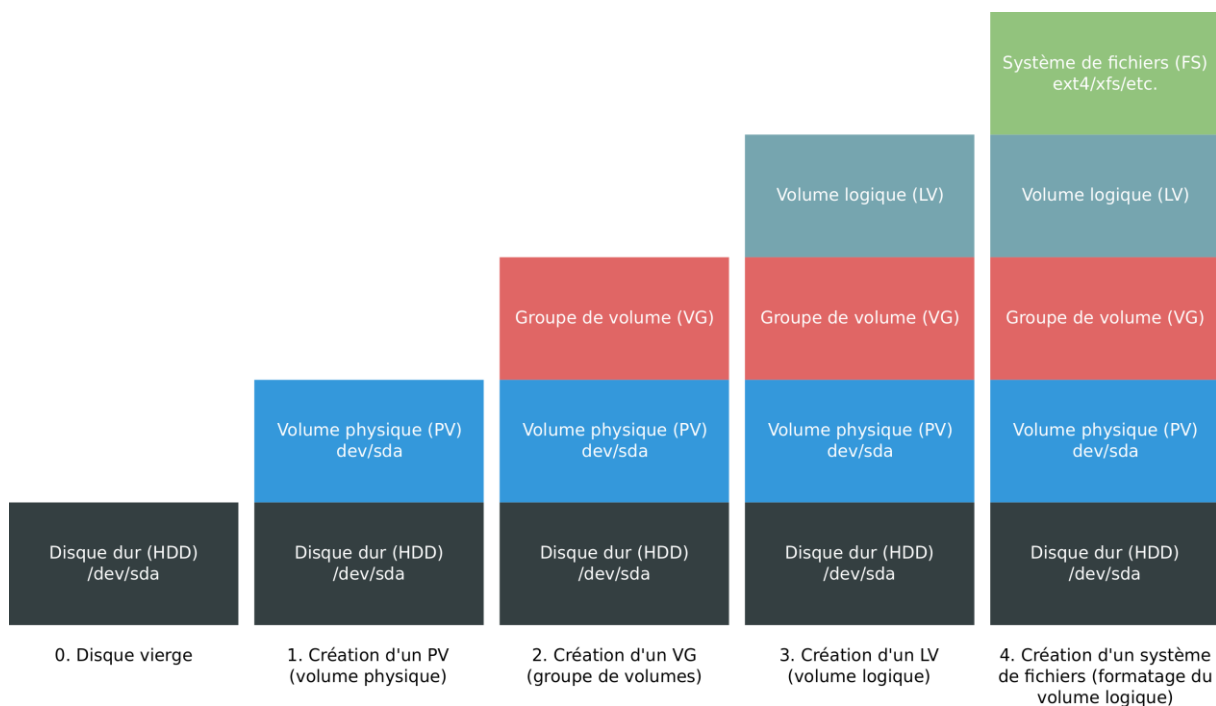 Système de fichiers (FS)
ext4/xfs/etc.
Volume logique (LV)
Volume logique (LV)
Groupe de volume (VG)
Groupe de volume (VG)
Groupe de volume (VG)
Volume physique (PV)
dev/sda
Volume physique (PV)
dev/sda
Volume physique (PV)
dev/sda
Volume physique (PV)
dev/sda
Disque dur (HDD)
/dev/sda
Disque dur (HDD)
/dev/sda
Disque dur (HDD)
/dev/sda
Disque dur (HDD)
/dev/sda
Disque dur (HDD)
/dev/sda
0. Disque vierge
1. Création d'un PV
(volume physique)
2. Création d'un VG
(groupe de volumes)
3. Création d'un LV
(volume logique)
4. Création d'un système
de fichiers (formatage du
volume logique)